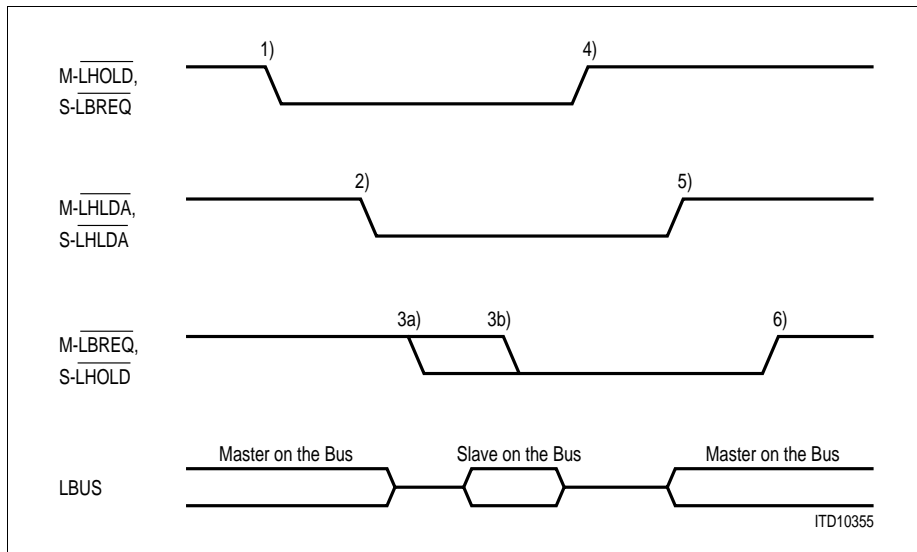 1) 4)
M-LHOLD,
S-LBREQ
2) 5)
M-LHLDA,
S-LHLDA
3a) 3b) 6)
M-LBREQ,
S-LHOLD
Master on the Bus Slave on the Bus Master on the Bus
LBUS
ITD10355